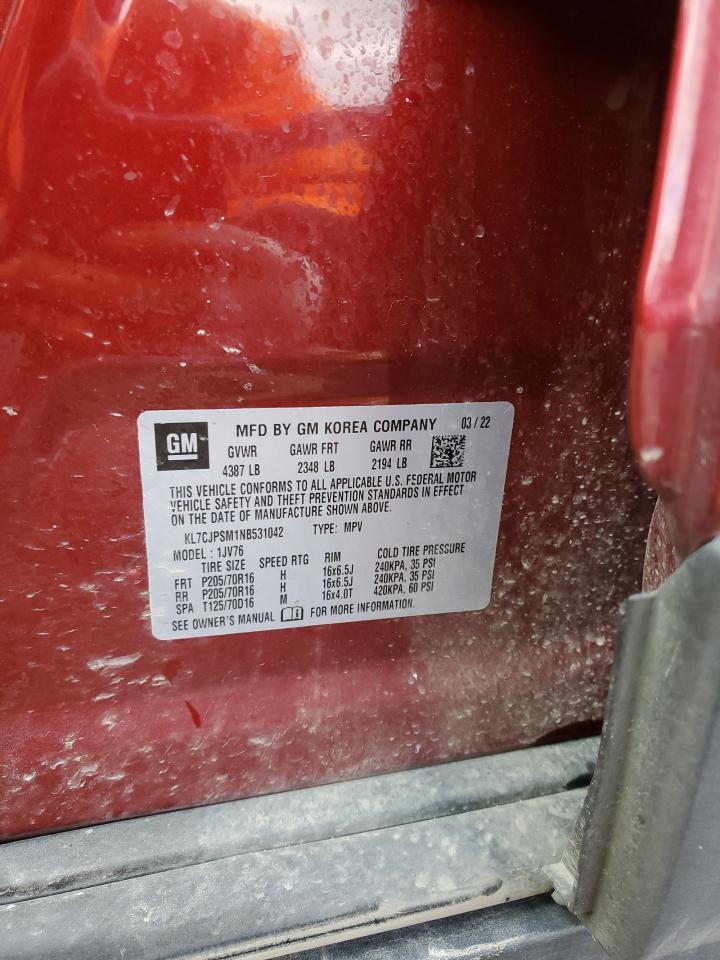 GM MFD BY GM KOREA COMPANY 03 / 22
GVWR GAWR FRT GAWR RR
4387 LB 2348 LB 2194 LB
THIS VEHICLE CONFORMS TO ALL APPLICABLE U.S. FEDERAL MOTOR
VEHICLE SAFETY AND THEFT PREVENTION STANDARDS IN EFFECT
ON THE DATE OF MANUFACTURE SHOWN ABOVE.
KL7CJPSM1NB531042 TYPE: MPV
MODEL : 1JV76
TIRE SIZE SPEED RTG RIM COLD TIRE PRESSURE
FRT P205/70R16 H 16x6.5J 240KPA, 35 PSI
RR P205/70R16 H 16x6.5J 240KPA, 35 PSI
SPA T125/70D16 M 16x4.0T 420KPA, 60 PSI
SEE OWNER'S MANUAL FOR MORE INFORMATION.